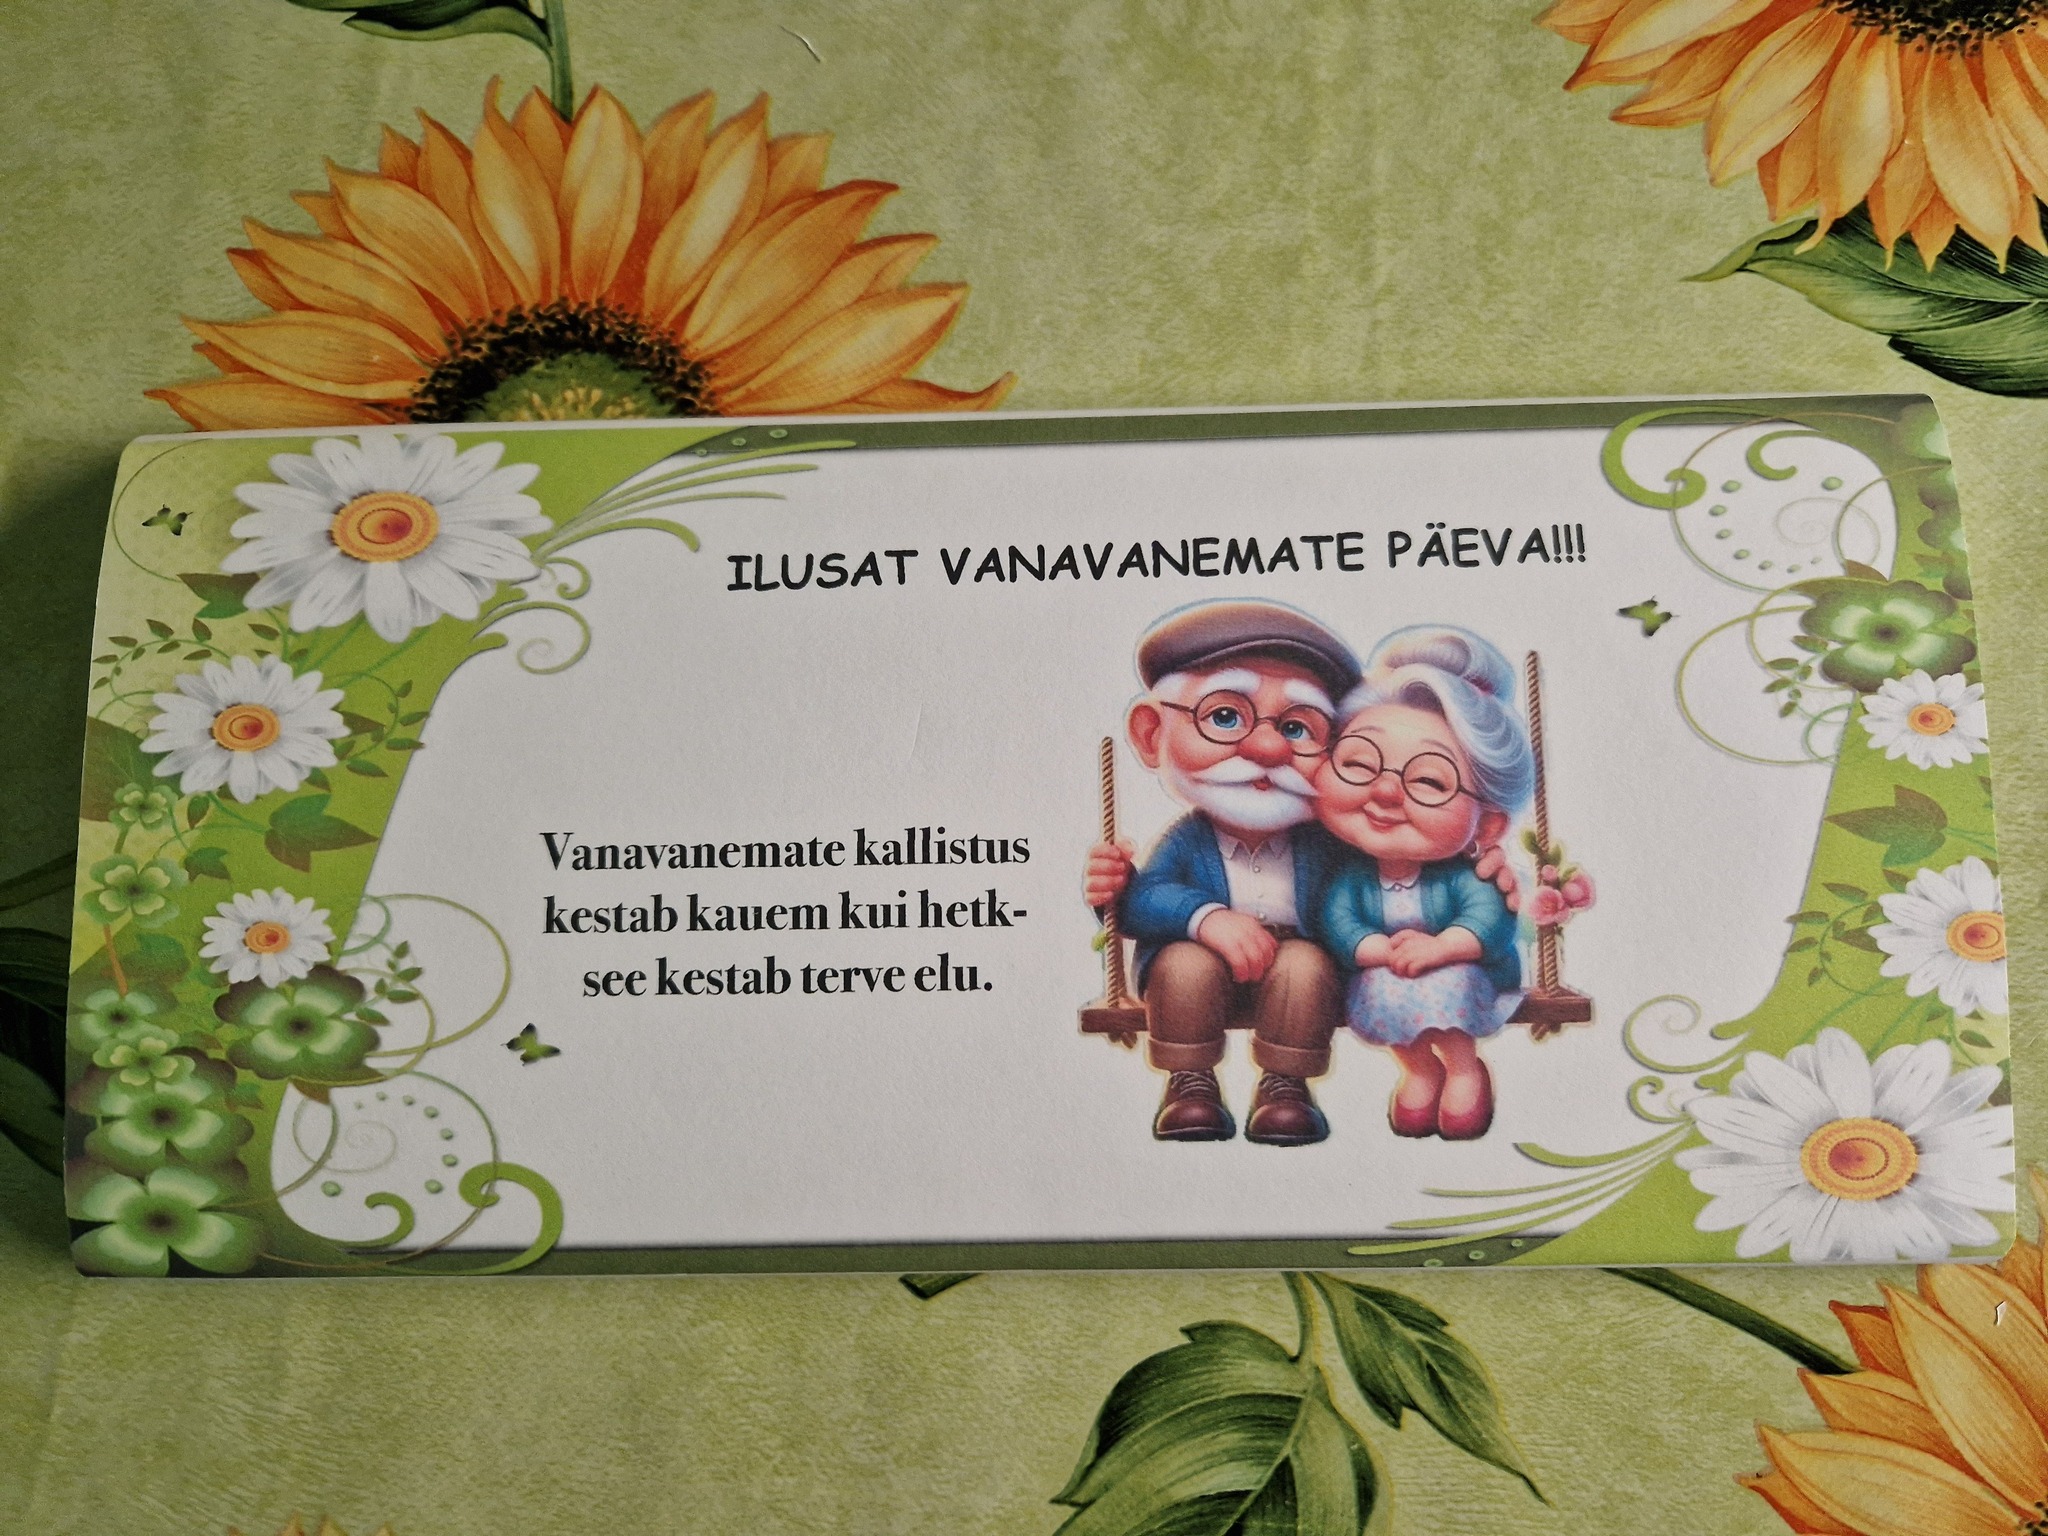 ILUSAT VANAVANEMATE PÄEVA!!!
Vanavanemate kallistus
kestab kauem kui hetk-
see kestab terve elu.